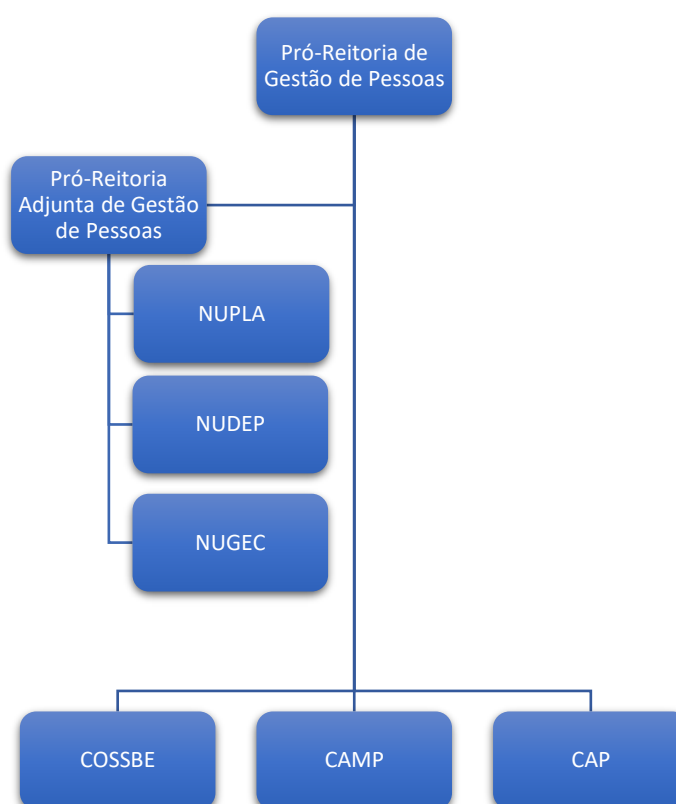 Pró-Reitoria de
Gestão de Pessoas
Pró-Reitoria
Adjunta de Gestão
de Pessoas
NUPLA
NUDEP
NUGEC
COSSBE
CAMP
CAP